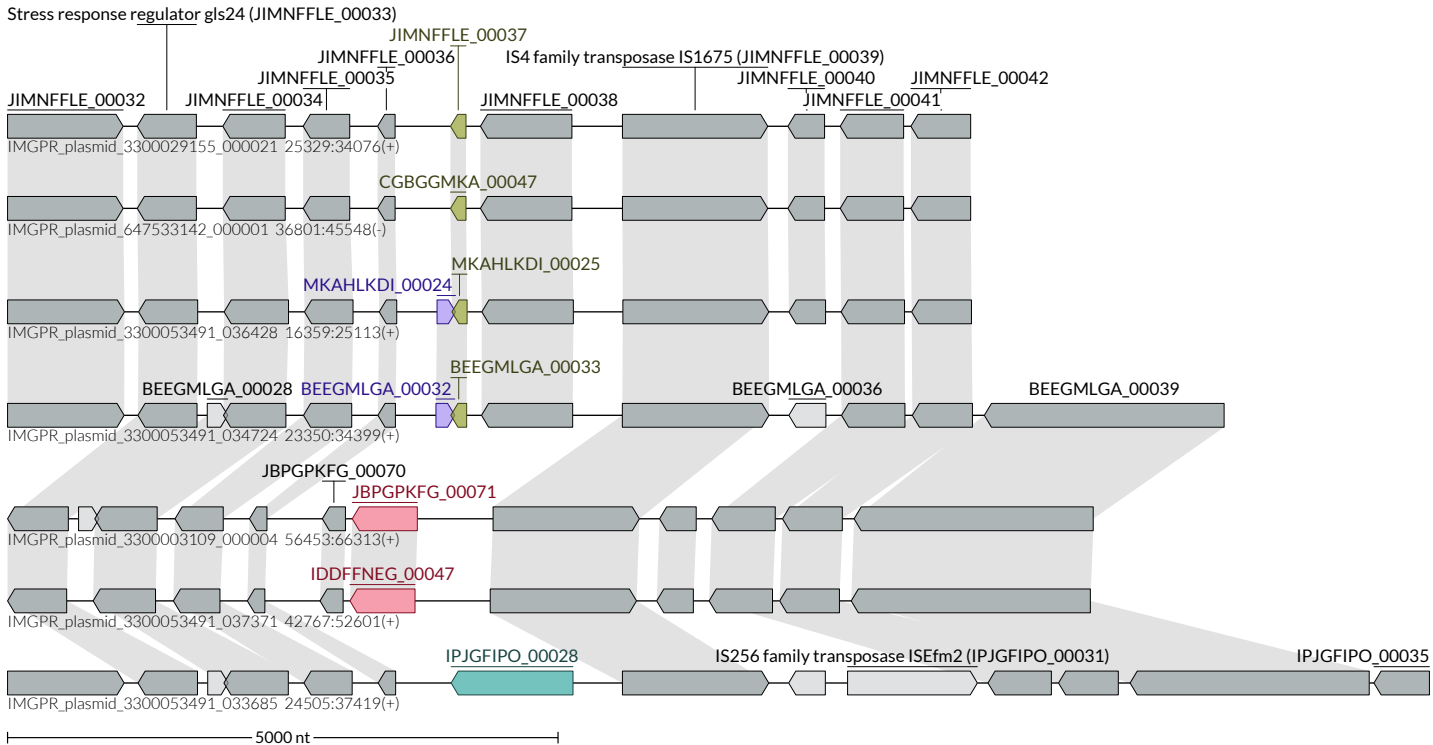 Stress response regulator gls24 (JIMNFFLE_00033)
JIMNFFLE_00037
JIMNFFLE_00036
IS4 family transposase IS1675 (JIMNFFLE_00039)
JIMNFFLE_00035
JIMNFFLE_00040
JIMNFFLE_00042
JIMNFFLE_00032
JIMNFFLE_00034
JIMNFFLE_00038
JIMNFFLE_00041
IMGPR_plasmid_3300029155_000021 25329:34076(+)
CGBGGMKA_00047
IMGPR_plasmid_647533142_000001 36801:45548(-)
MKAHLKDI_00025
MKAHLKDI_00024
IMGPR_plasmid_3300053491_036428 16359:25113(+)
BEEGMLGA_00033
BEEGMLGA_00028
BEEGMLGA_00032
BEEGMLGA_00036
BEEGMLGA_00039
IMGPR_plasmid_3300053491_034724 23350:34399(+)
JBPGPKFG_00070
JBPGPKFG_00071
IMGPR_plasmid_3300003109_000004 56453:66313(+)
IDDFFNEG_00047
IMGPR_plasmid_3300053491_037371 42767:52601(+)
IPJGFIPO_00028
IS256 family transposase ISEfm2 (IPJGFIPO_00031)
IPJGFIPO_00035
IMGPR_plasmid_3300053491_033685 24505:37419(+)
5000 nt